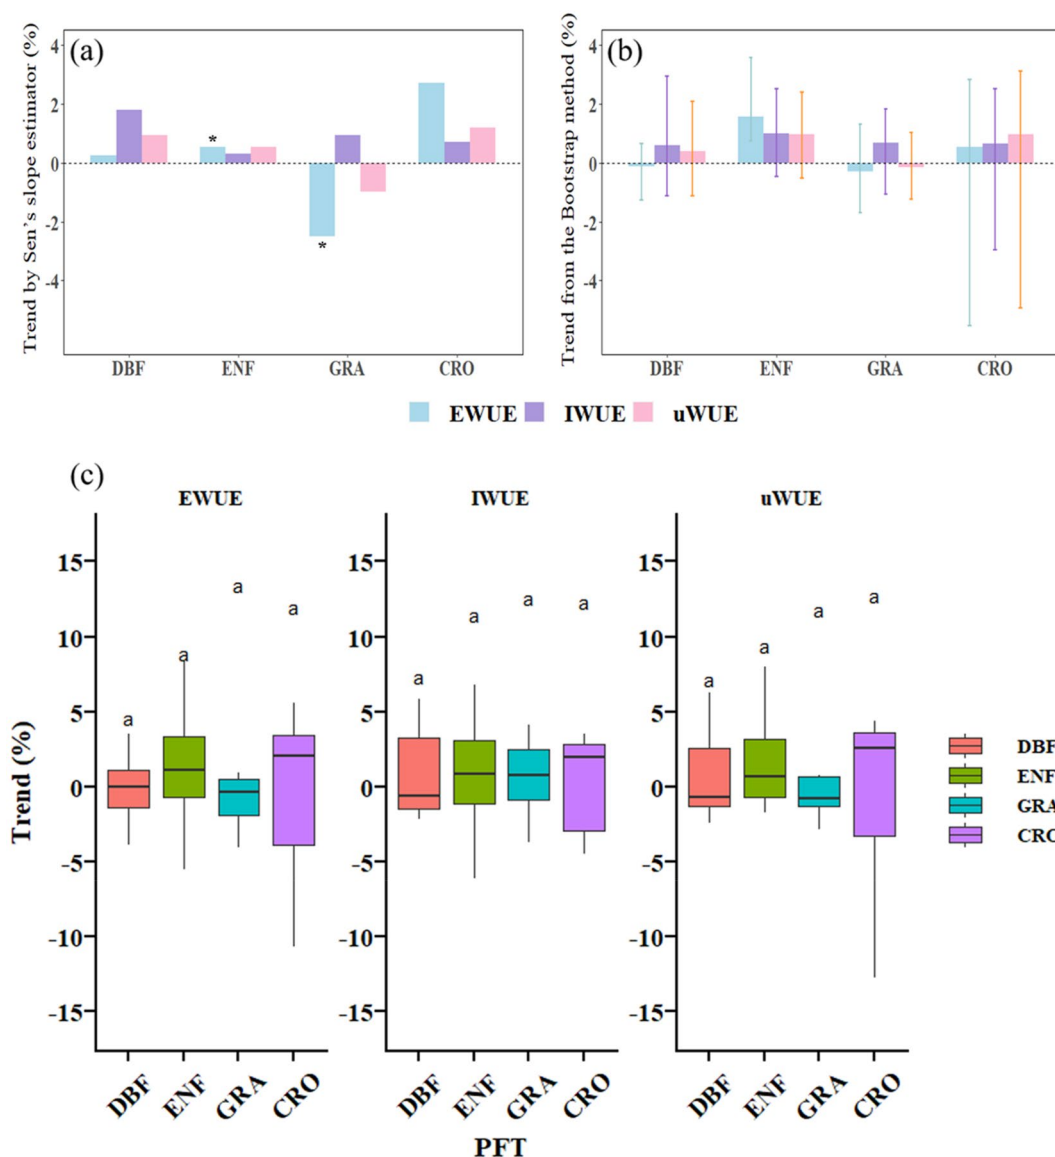 (a)
Trend by Sen's slope estimator (%)
4
2
0
-2
-4
*
*
DBF ENF GRA CRO
(b)
Trend from the Bootstrap method (%)
4
2
0
-2
-4
DBF ENF GRA CRO
EWUE IWUE uWUE
(c)
EWUE IWUE uWUE
Trend (%)
15
10
5
0
-5
-10
-15
a a a a
DBF ENF GRA CRO
15
10
5
0
-5
-10
-15
a a a a
DBF ENF GRA CRO
15
10
5
0
-5
-10
-15
a a a a
DBF ENF GRA CRO
PFT
DBF
ENF
GRA
CRO